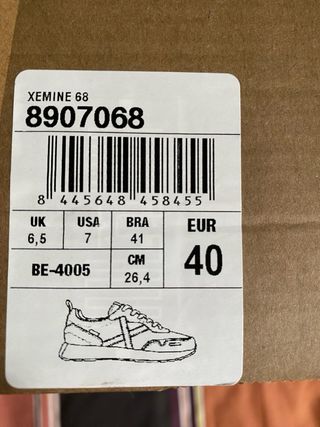 XEMINE 68
8907068
8 445648 458455
UK USA BRA EUR
6,5 7 41 40
BE-4005 CM
26,4